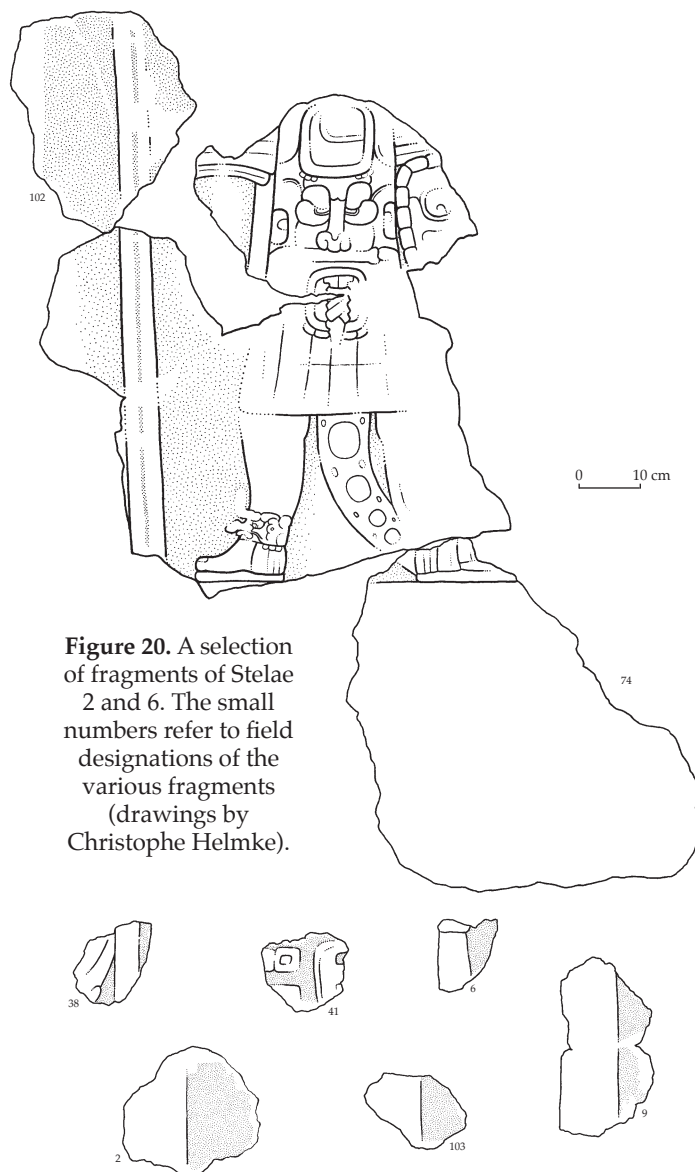 102
0 10 cm
Figure 20. A selection
of fragments of Stelae
2 and 6. The small
numbers refer to field
designations of the
various fragments
(drawings by
Christophe Helmke).
74
38
41
6
9
2
103